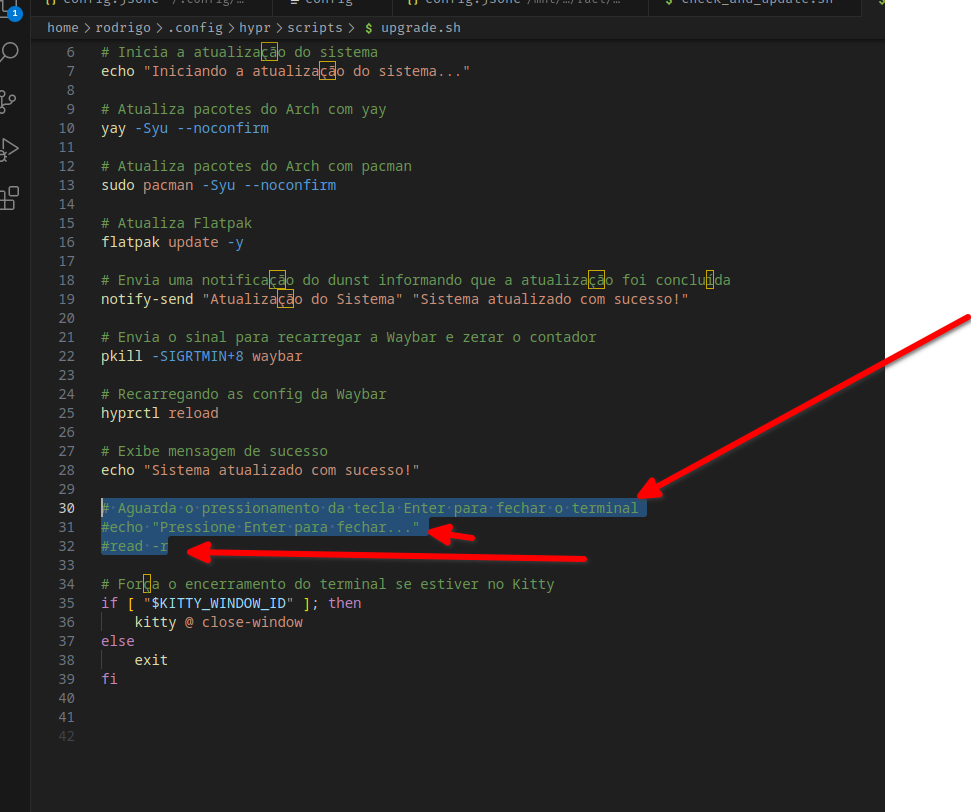 1
config
check_and_update.sh
home > rodrigo > .config > hypr > scripts > $ upgrade.sh
6 # Inicia a atualização do sistema
7 echo "Iniciando a atualização do sistema..."
8
9 # Atualiza pacotes do Arch com yay
10 yay -Syu --noconfirm
11
12 # Atualiza pacotes do Arch com pacman
13 sudo pacman -Syu --noconfirm
14
15 # Atualiza Flatpak
16 flatpak update -y
17
18 # Envia uma notificação do dunst informando que a atualização foi concluída
19 notify-send "Atualização do Sistema" "Sistema atualizado com sucesso!"
20
21 # Envia o sinal para recarregar a Waybar e zerar o contador
22 pkill -SIGRTMIN+8 waybar
23
24 # Recarregando as config da Waybar
25 hyprctl reload
26
27 # Exibe mensagem de sucesso
28 echo "Sistema atualizado com sucesso!"
29
30 # Aguarda o pressionamento da tecla Enter para fechar o terminal
31 #echo "Pressione Enter para fechar..."
32 #read -r
33
34 # Força o encerramento do terminal se estiver no Kitty
35 if [ "$KITTY_WINDOW_ID" ]; then
36 kitty @ close-window
37 else
38 exit
39 fi
40
41
42